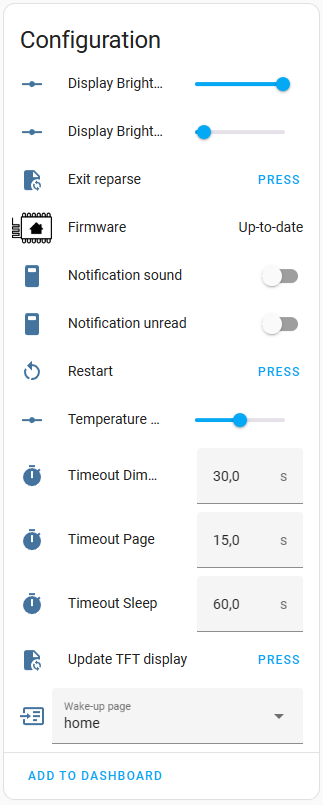 Configuration
Display Bright...
Display Bright...
Exit reparse PRESS
Firmware Up-to-date
Notification sound
Notification unread
Restart PRESS
Temperature ...
Timeout Dim... 30,0 s
Timeout Page 15,0 s
Timeout Sleep 60,0 s
Update TFT display PRESS
Wake-up page
home
ADD TO DASHBOARD